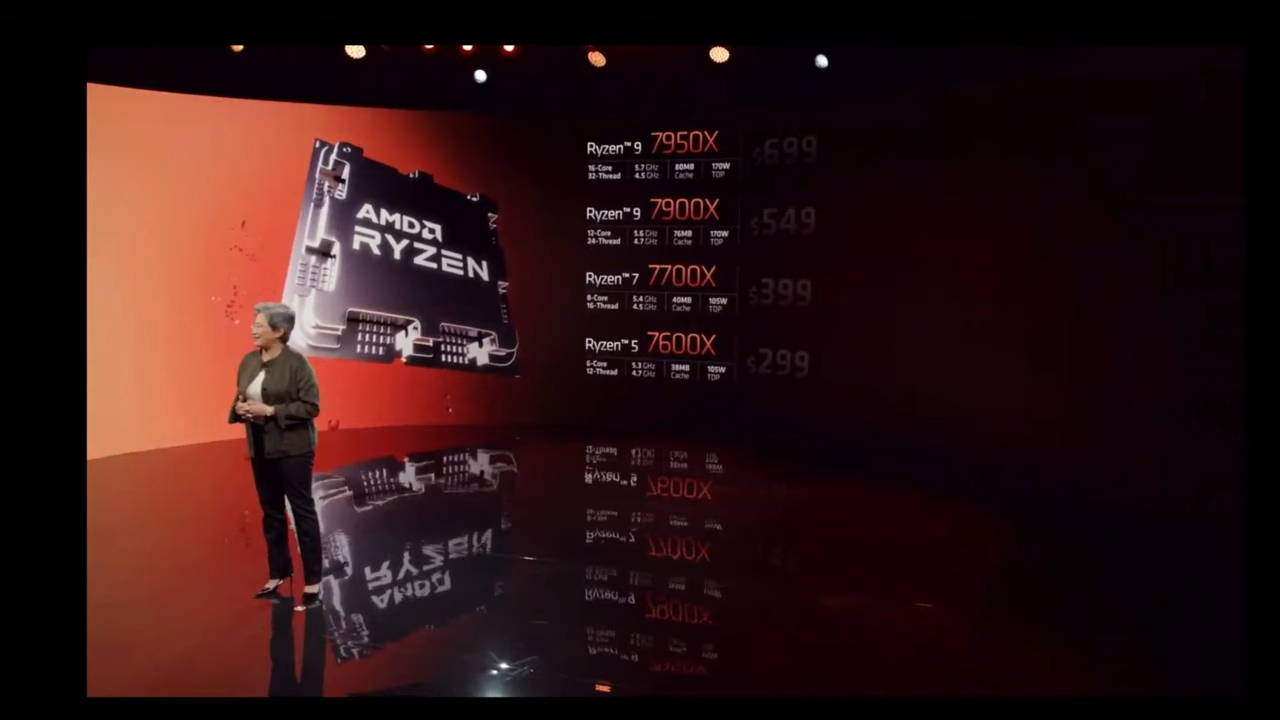 AMD
RYZEN
Ryzen™ 9 7950X
16-Core 5.7 GHz 80MB 170W
32-Thread 4.5 GHz Cache TDP
$699
Ryzen™ 9 7900X
12-Core 5.6 GHz 76MB 170W
24-Thread 4.7 GHz Cache TDP
$549
Ryzen™ 7 7700X
8-Core 5.4 GHz 40MB 105W
16-Thread 4.5 GHz Cache TDP
$399
Ryzen™ 5 7600X
6-Core 5.3 GHz 38MB 105W
12-Thread 4.7 GHz Cache TDP
$299